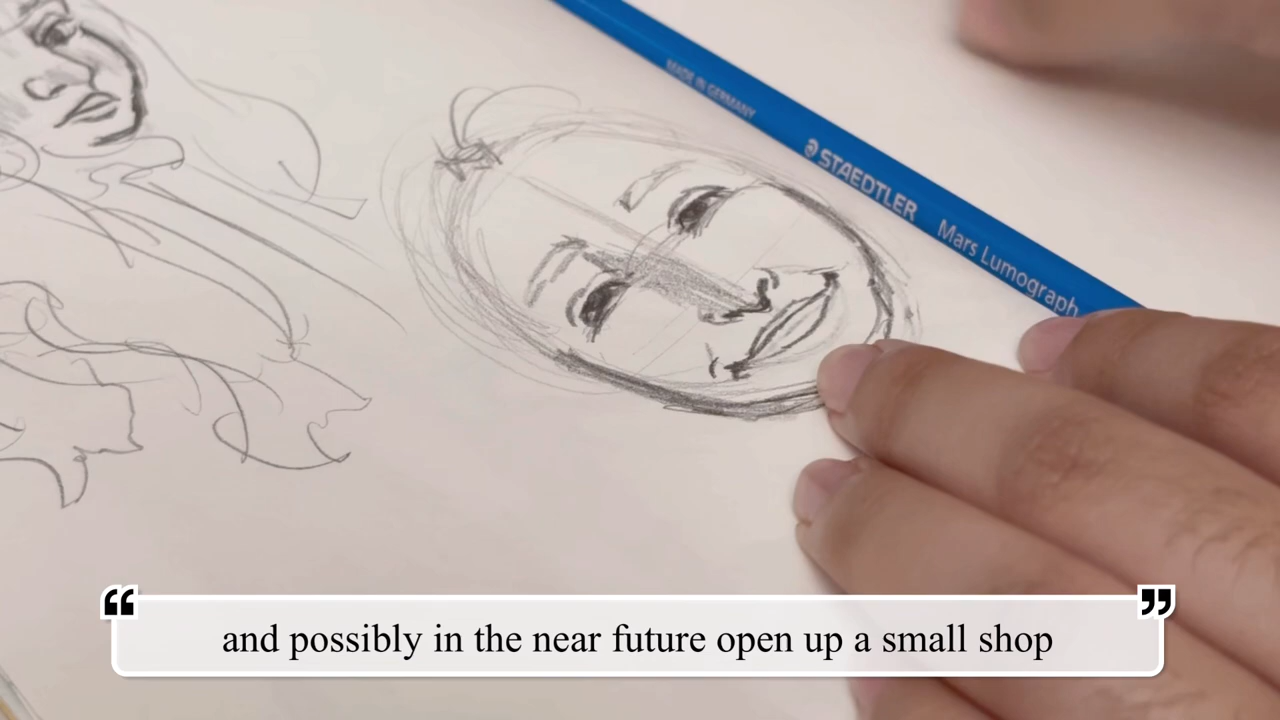 MADE IN GERMANY
STAEDTLER Mars Lumograph
and possibly in the near future open up a small shop